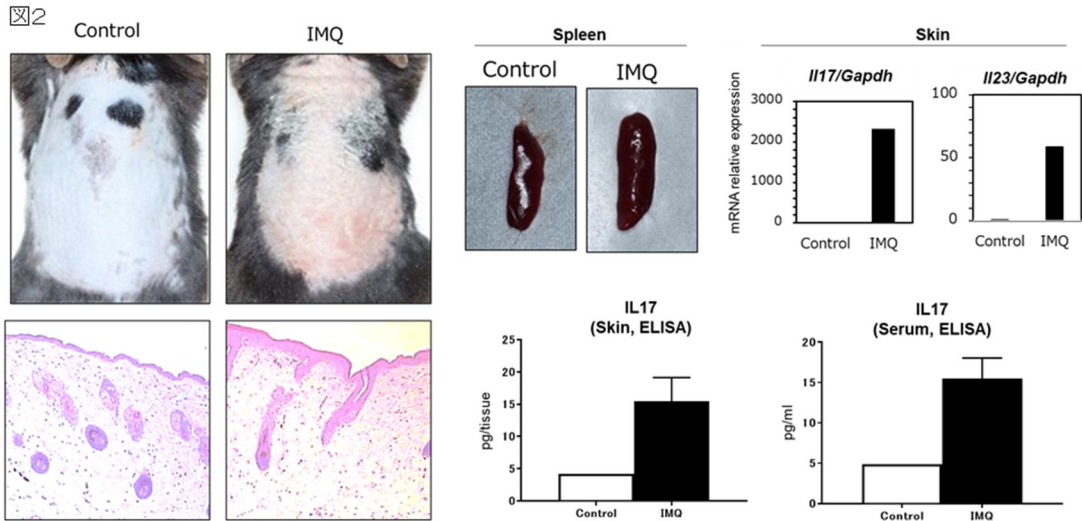 図2
Control
IMQ
Spleen
Control
IMQ
Skin
Il17/Gapdh
Il23/Gapdh
mRNA relative expression
3000
2000
1000
0
Control
IMQ
100
50
0
Control
IMQ
IL17
(Skin, ELISA)
pg/tissue
25
20
15
10
5
0
Control
IMQ
IL17
(Serum, ELISA)
pg/ml
20
15
10
5
0
Control
IMQ